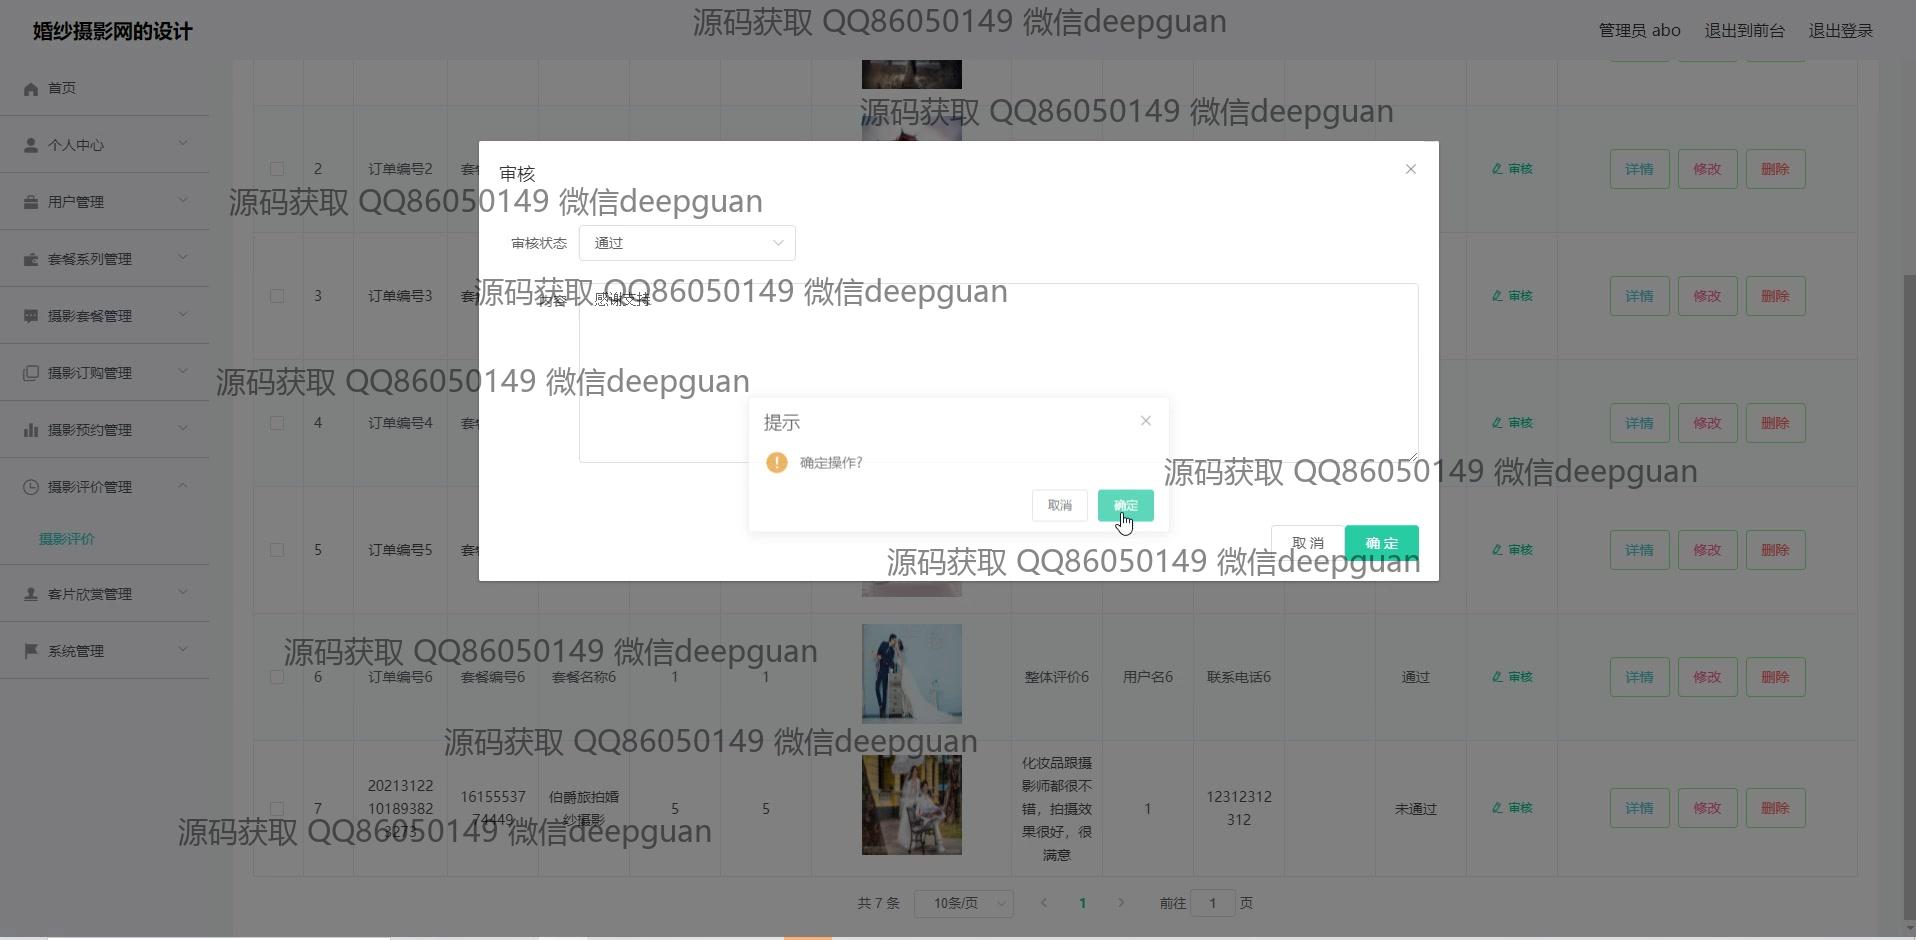 婚纱摄影网的设计
源码获取 QQ86050149 微信deepguan
管理员 abo
退出到前台
退出登录
首页
个人中心
用户管理
套餐系列管理
摄影套餐管理
摄影订购管理
摄影预约管理
摄影评价管理
摄影评价
客片欣赏管理
系统管理
源码获取 QQ86050149 微信deepguan
2 订单编号2 审核 详情 修改 删除
审核
源码获取 QQ86050149 微信deepguan
审核状态 通过
源码获取 QQ86050149 微信deepguan
内容 感谢支持
3 订单编号3 审核 详情 修改 删除
源码获取 QQ86050149 微信deepguan
4 订单编号4 审核 详情 修改 删除
提示
确定操作?
取消 确定
源码获取 QQ86050149 微信deepguan
取消 确定
5 订单编号5 审核 详情 修改 删除
源码获取 QQ86050149 微信deepguan
源码获取 QQ86050149 微信deepguan
6 订单编号6 套餐编号6 套餐名称6 1 1 整体评价6 用户名6 联系电话6 通过 审核 详情 修改 删除
源码获取 QQ86050149 微信deepguan
7
20213122
10189382
3273
16155537
74449
伯爵旅拍婚
纱摄影
5 5
化妆品跟摄
影师都很不
错，拍摄效
果很好，很
满意
1
12312312
312
未通过 审核 详情 修改 删除
源码获取 QQ86050149 微信deepguan
共 7 条 10条/页 1 前往 1 页